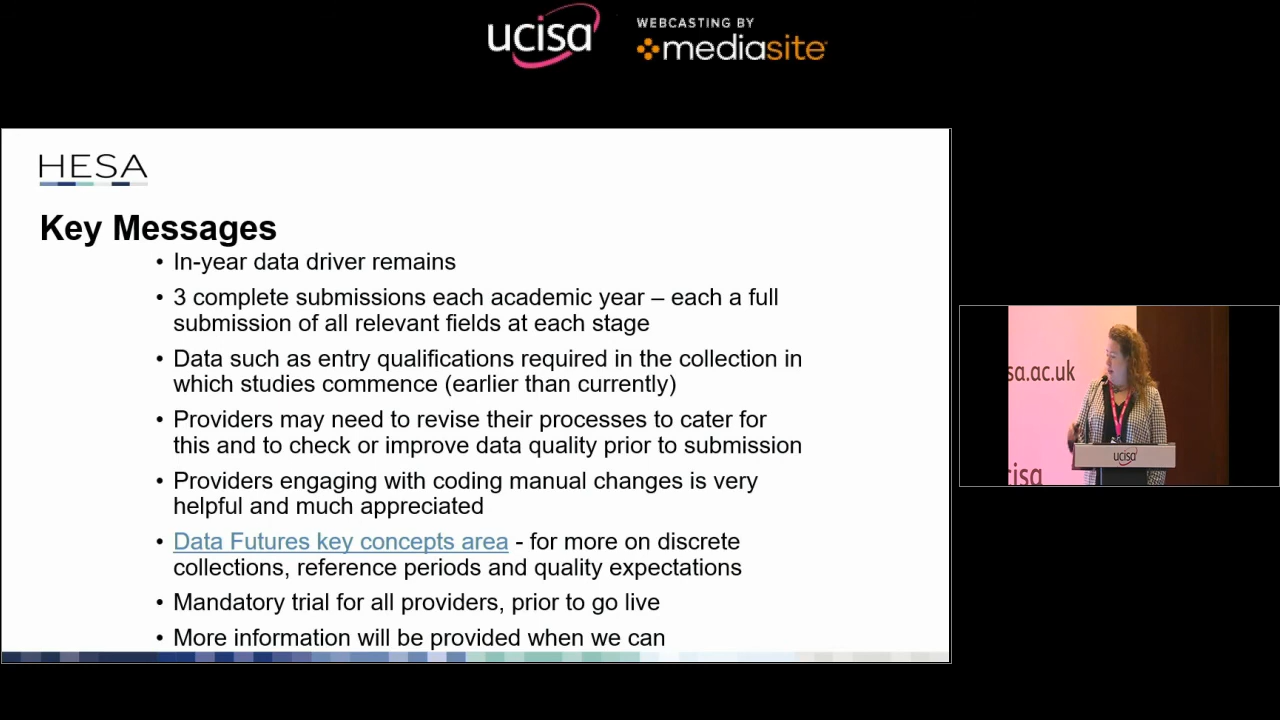 ucisa
WEBCASTING BY
mediasite
HESA
Key Messages
• In-year data driver remains
• 3 complete submissions each academic year – each a full
submission of all relevant fields at each stage
• Data such as entry qualifications required in the collection in
which studies commence (earlier than currently)
• Providers may need to revise their processes to cater for
this and to check or improve data quality prior to submission
• Providers engaging with coding manual changes is very
helpful and much appreciated
• Data Futures key concepts area - for more on discrete
collections, reference periods and quality expectations
• Mandatory trial for all providers, prior to go live
• More information will be provided when we can
sa.ac.uk
ucisa
cisa